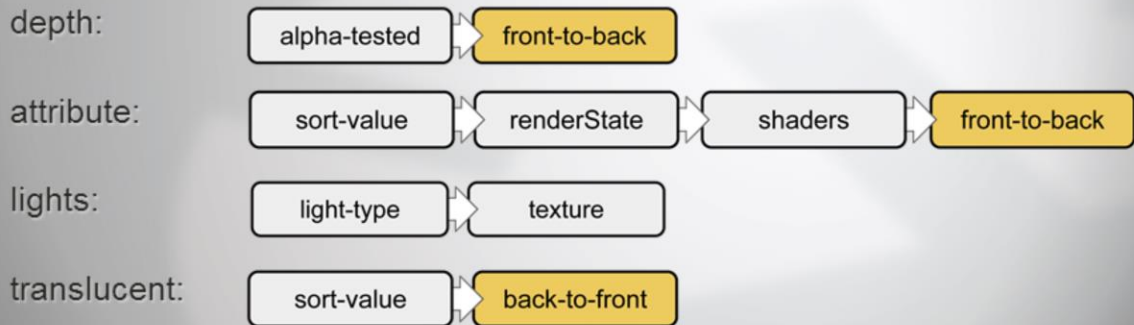 depth: alpha-tested front-to-back
attribute: sort-value renderState shaders front-to-back
lights: light-type texture
translucent: sort-value back-to-front